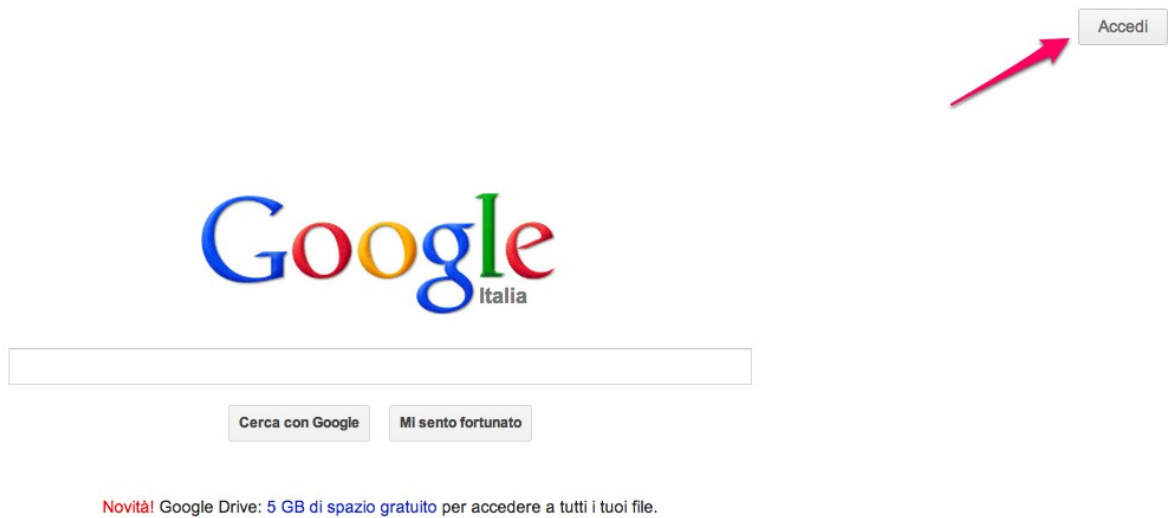 Accedi
Google
Italia
Cerca con Google
Mi sento fortunato
Novità! Google Drive: 5 GB di spazio gratuito per accedere a tutti i tuoi file.